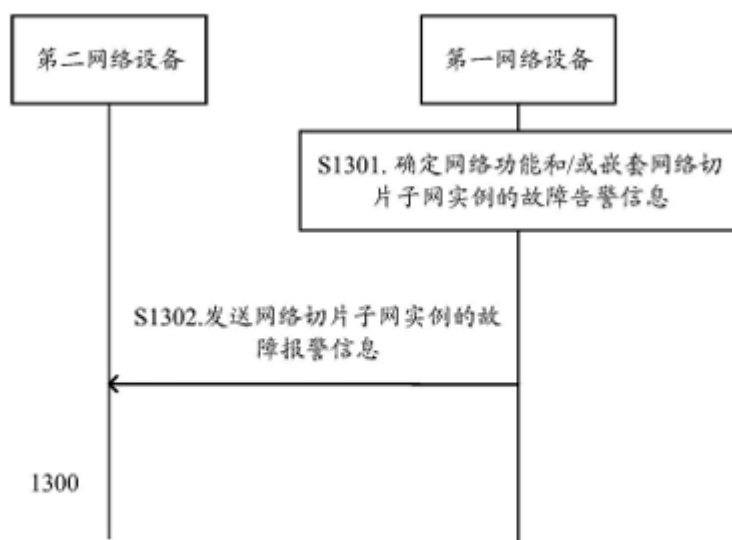 第二网络设备
第一网络设备
S1301. 确定网络功能和/或嵌套网络切
片子网实例的故障告警信息
S1302.发送网络切片子网实例的故
障报警信息
1300